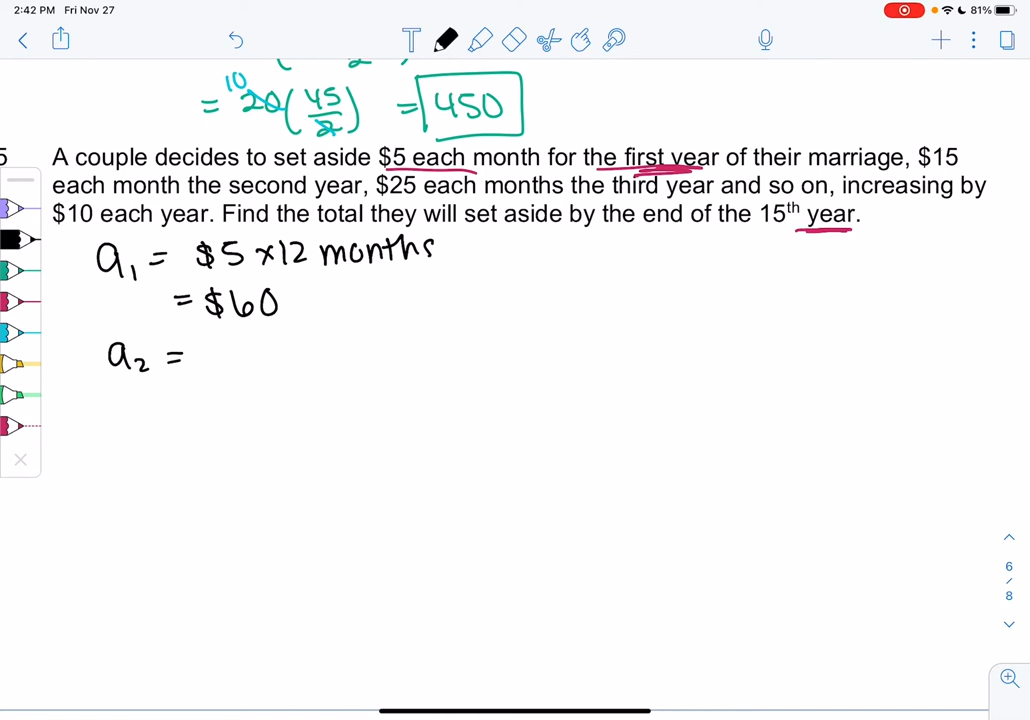 2:42 PM Fri Nov 27
81%
T
= 10 20(45/2) = 450
5 A couple decides to set aside $5 each month for the first year of their marriage, $15
each month the second year, $25 each months the third year and so on, increasing by
$10 each year. Find the total they will set aside by the end of the 15th year.
a1 = $5 × 12 months
= $60
a2 =
6
/
8